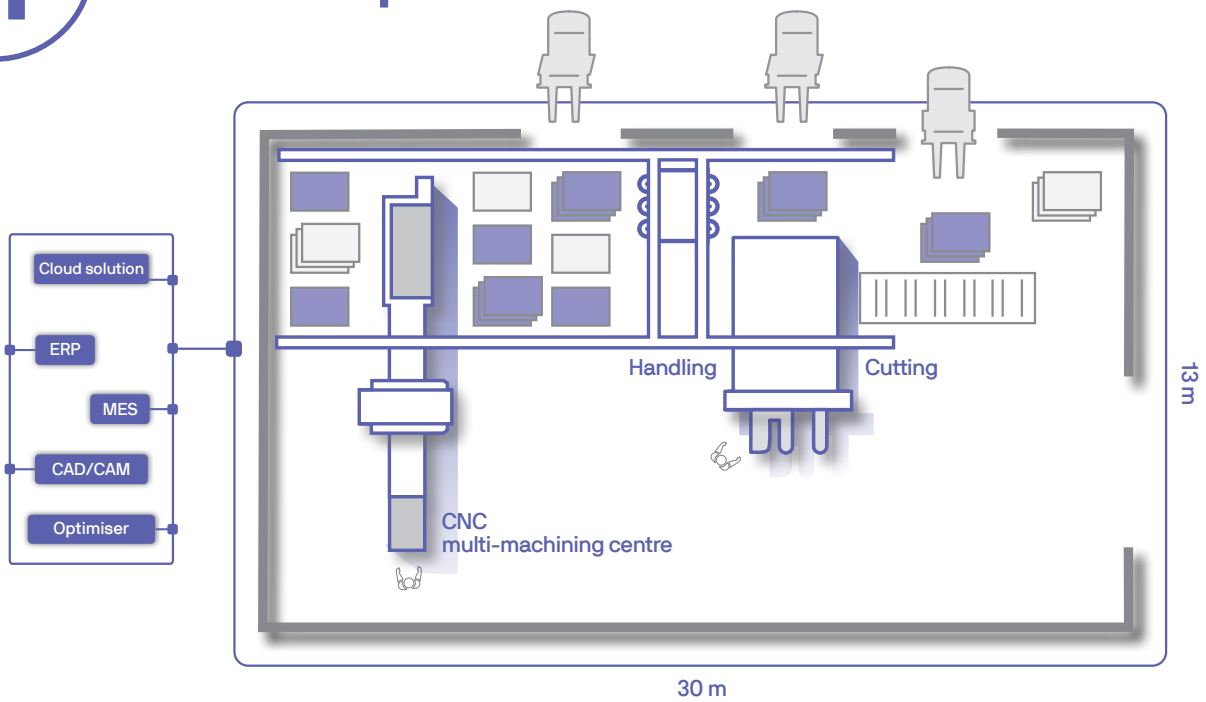 Cloud solution
ERP
MES
CAD/CAM
Optimiser
Handling
Cutting
CNC
multi-machining centre
13 m
30 m